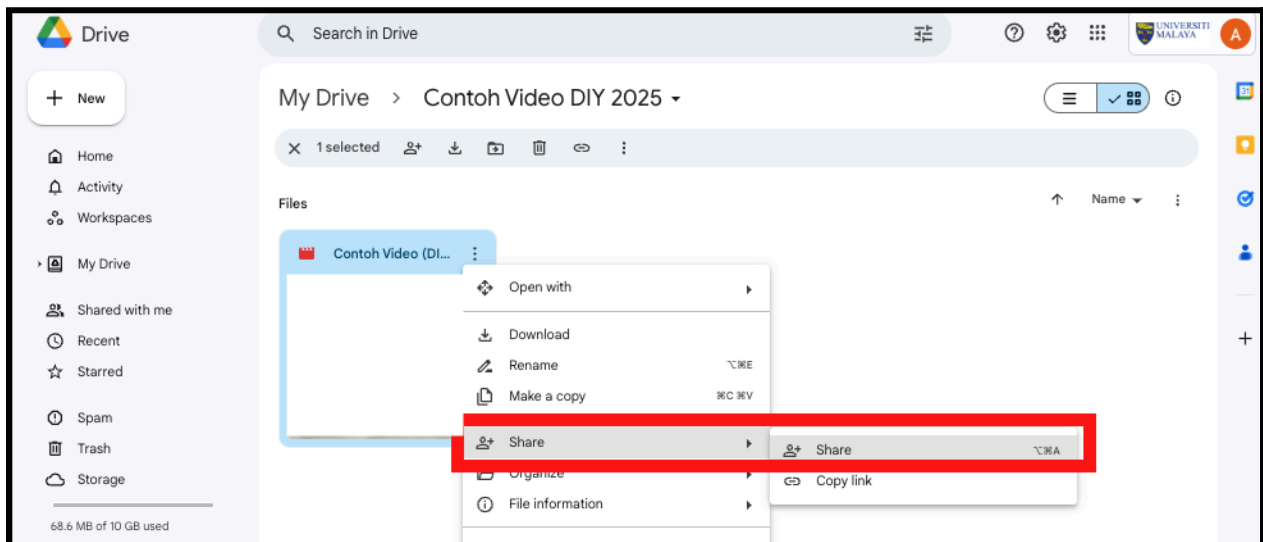 Drive
Search in Drive
UNIVERSITI
MALAYA
A
New
My Drive > Contoh Video DIY 2025
1 selected
Home
Activity
Workspaces
My Drive
Shared with me
Recent
Starred
Spam
Trash
Storage
68.6 MB of 10 GB used
Files
Name
Contoh Video (DI...
Open with
Download
Rename ⌥⌘E
Make a copy ⌘C ⌘V
Share
Organize
File information
Share ⌥⌘A
Copy link
31